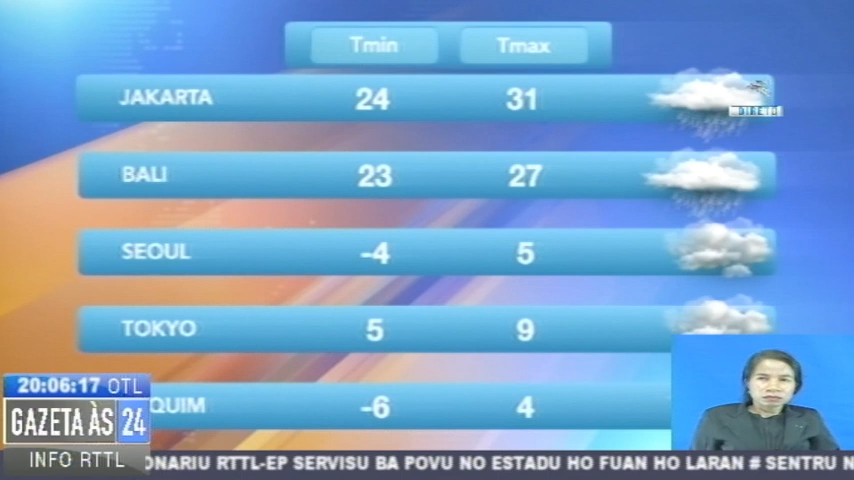 Tmin Tmax
JAKARTA 24 31
BALI 23 27
SEOUL -4 5
TOKYO 5 9
QUIM -6 4
20:06:17 OTL
GAZETA ÀS 24
INFO RTTL
ONARIU RTTL-EP SERVISU BA POVU NO ESTADU HO FUAN HO LARAN # SENTRU N